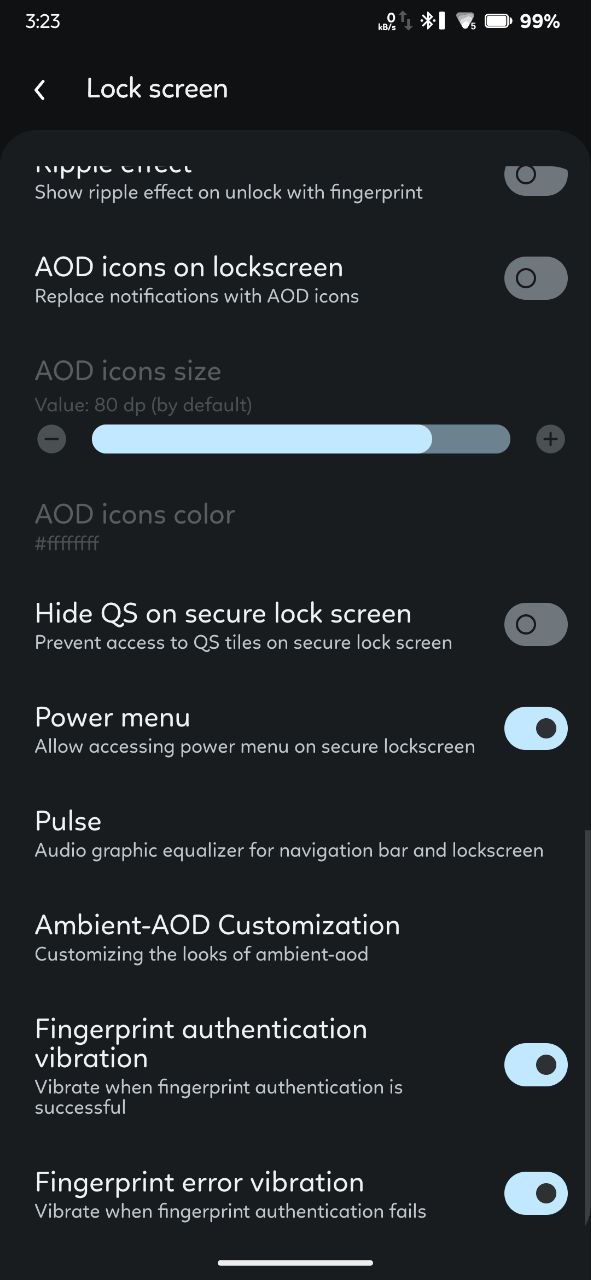 3:23
0
kB/s
5
99%
Lock screen
Ripple effect
Show ripple effect on unlock with fingerprint
AOD icons on lockscreen
Replace notifications with AOD icons
AOD icons size
Value: 80 dp (by default)
AOD icons color
#ffffffff
Hide QS on secure lock screen
Prevent access to QS tiles on secure lock screen
Power menu
Allow accessing power menu on secure lockscreen
Pulse
Audio graphic equalizer for navigation bar and lockscreen
Ambient-AOD Customization
Customizing the looks of ambient-aod
Fingerprint authentication
vibration
Vibrate when fingerprint authentication is
successful
Fingerprint error vibration
Vibrate when fingerprint authentication fails